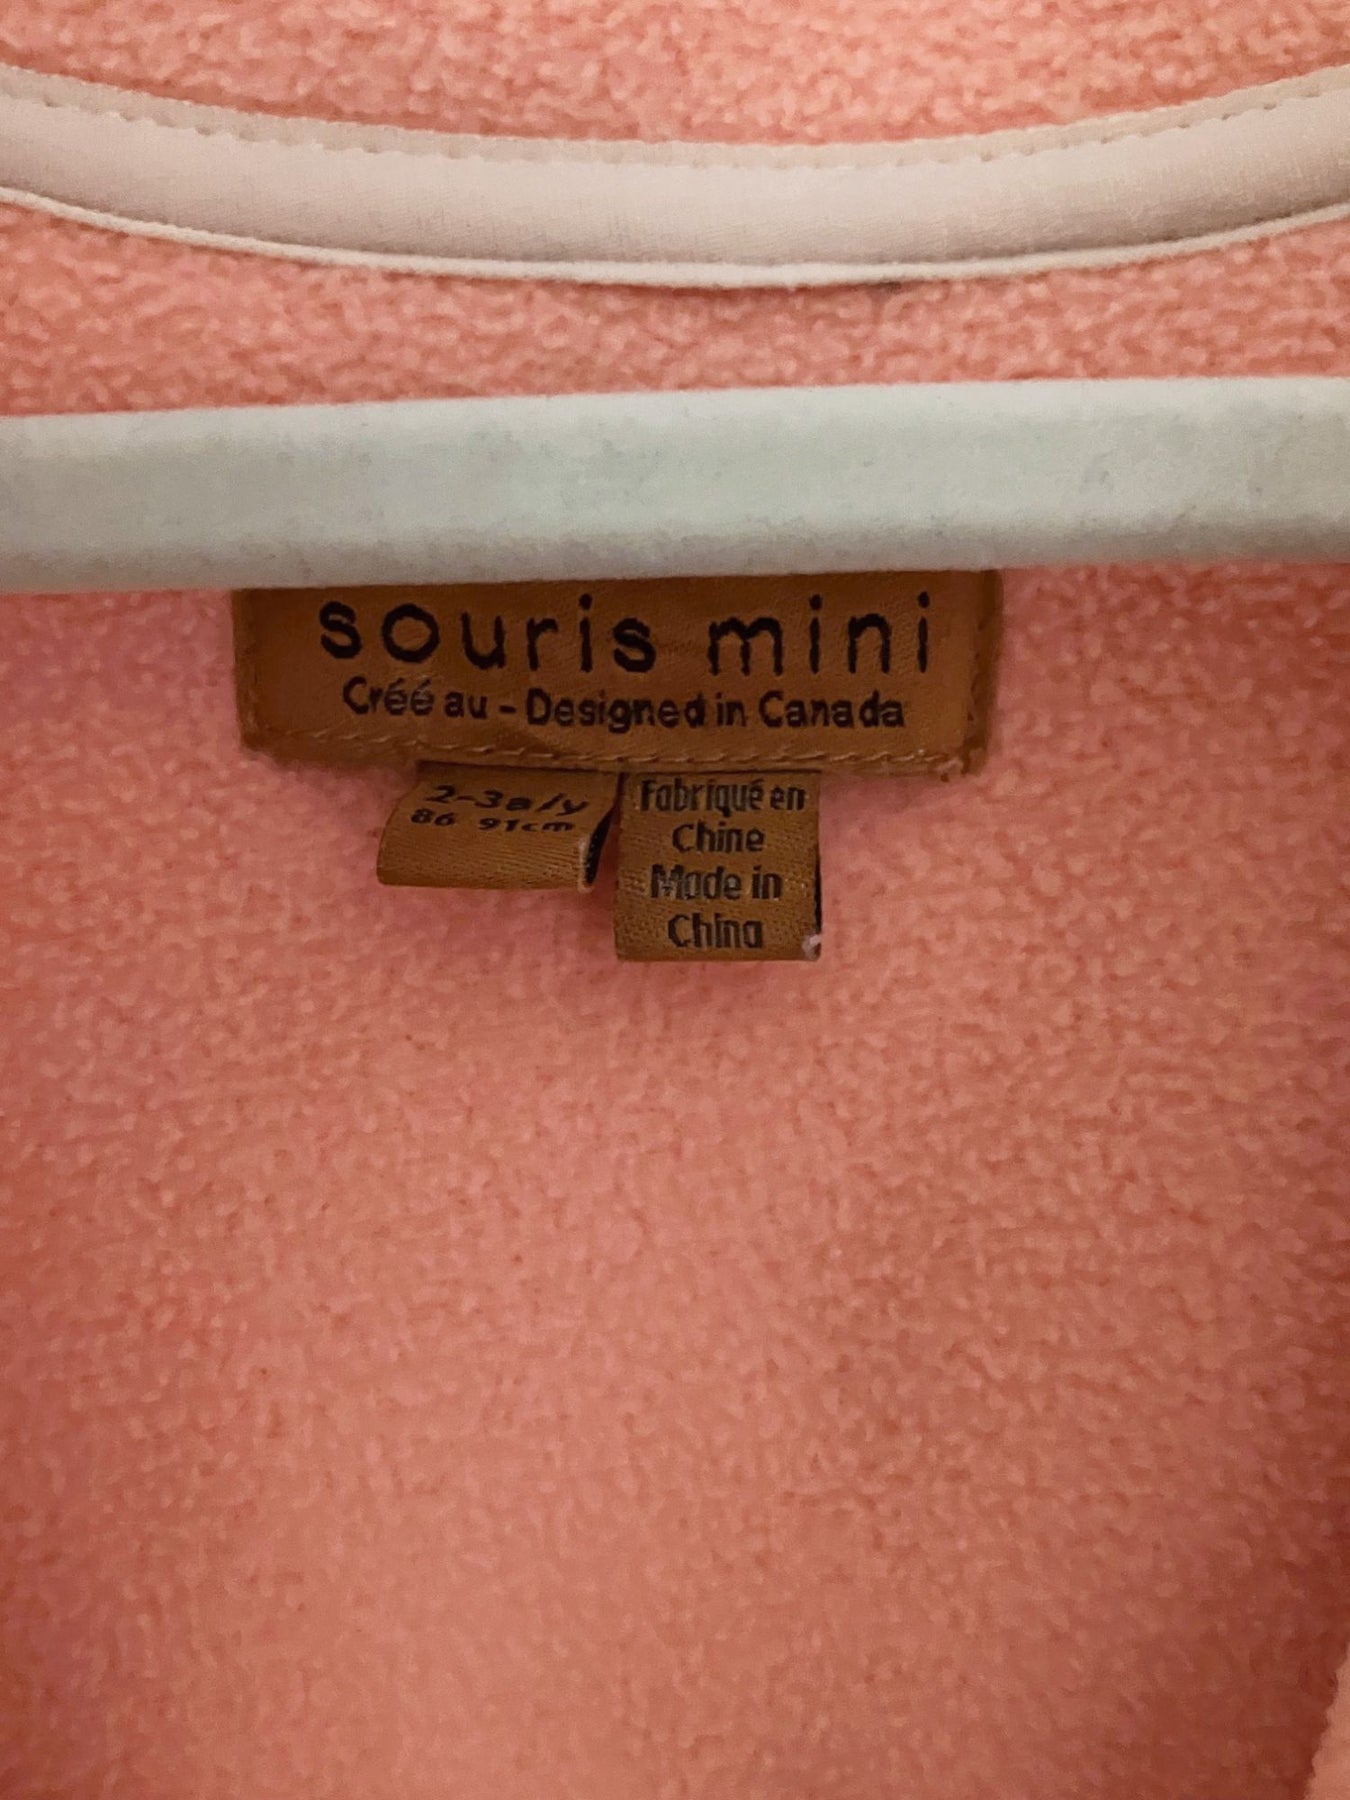 souris mini
Créé au - Designed in Canada
2-3a/y
86 91cm
Fabriqué en
Chine
Made in
China